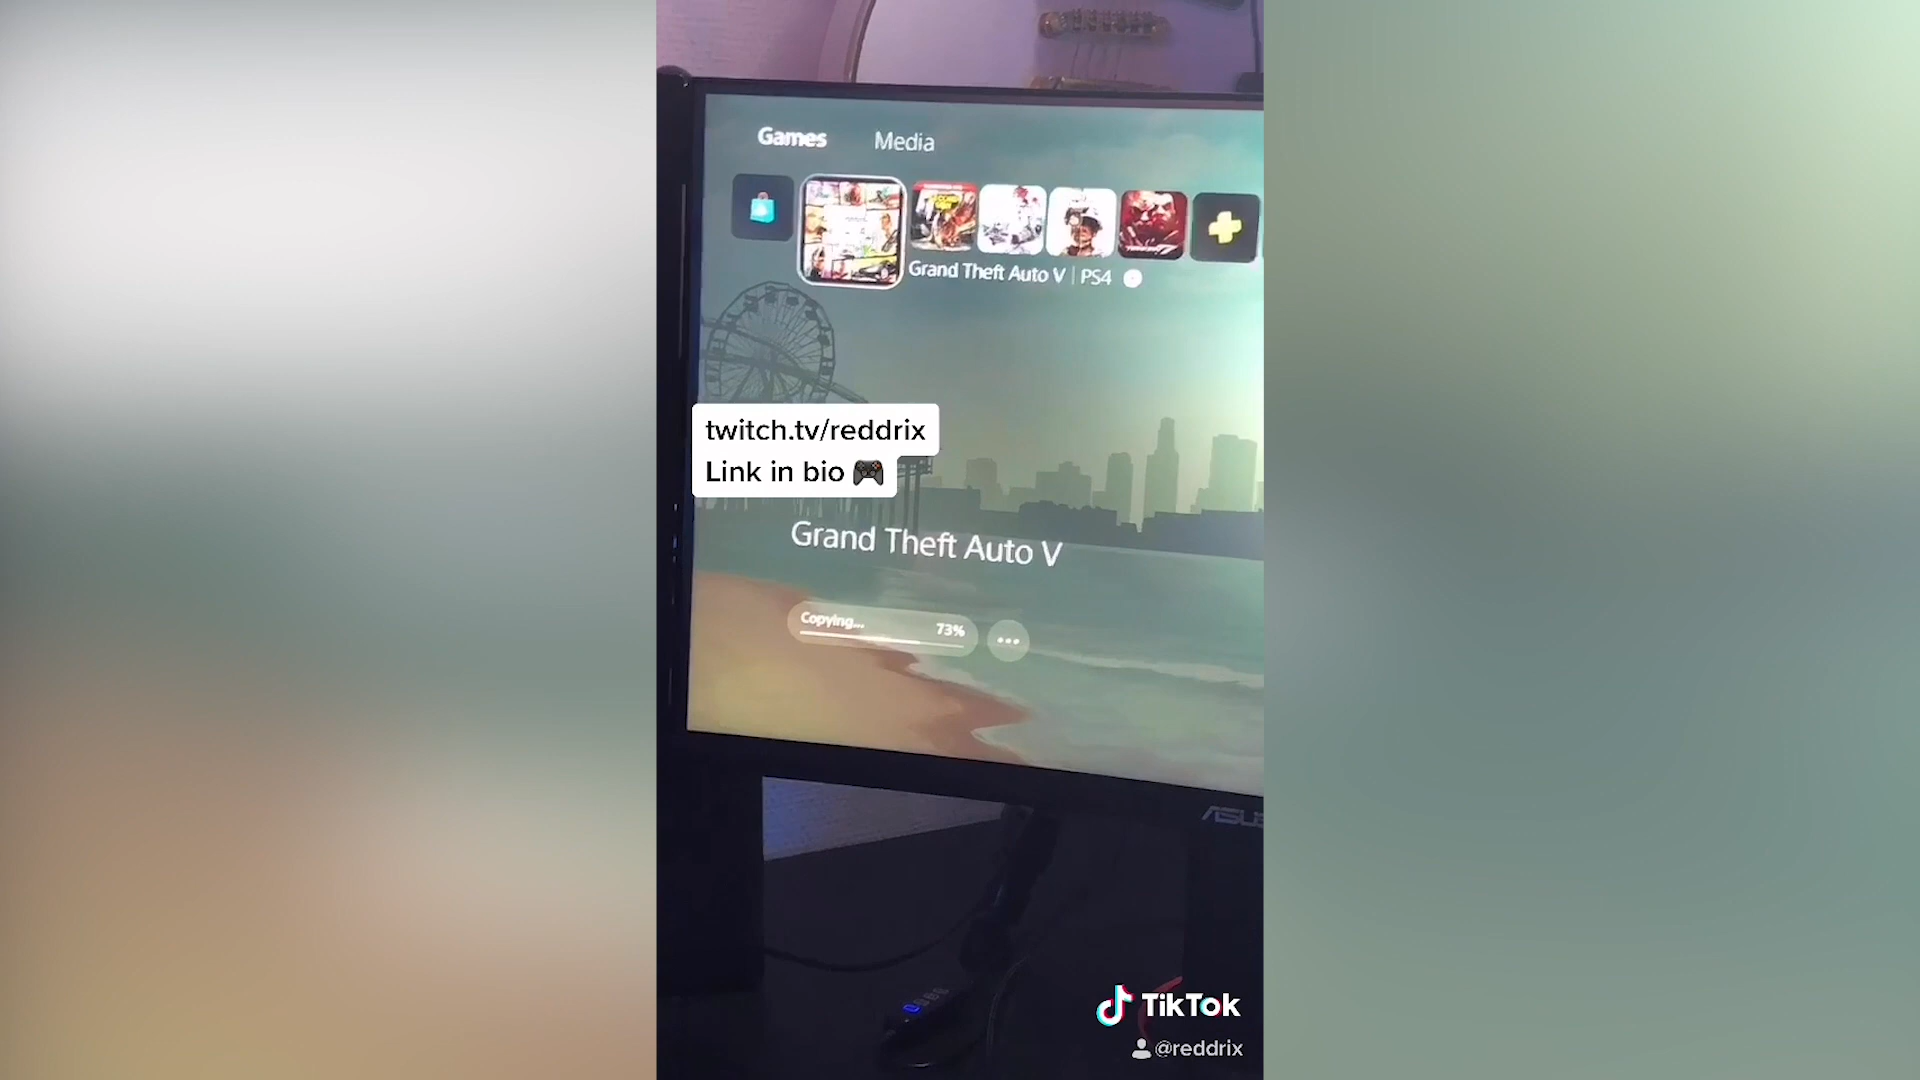 Games
Media
Grand Theft Auto V | PS4
twitch.tv/reddrix
Link in bio 🎮
Grand Theft Auto V
Copying...
73%
ASUS
TikTok
@reddrix